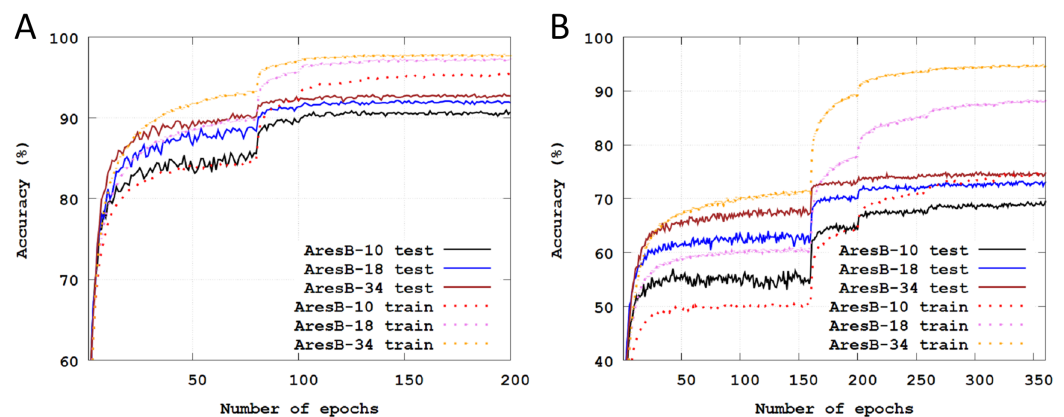 A
100
90
80
70
60
Accuracy (%)
50
100
150
200
Number of epochs
AresB-10 test
AresB-18 test
AresB-34 test
AresB-10 train
AresB-18 train
AresB-34 train
B
100
90
80
70
60
50
40
Accuracy (%)
50
100
150
200
250
300
350
Number of epochs
AresB-10 test
AresB-18 test
AresB-34 test
AresB-10 train
AresB-18 train
AresB-34 train